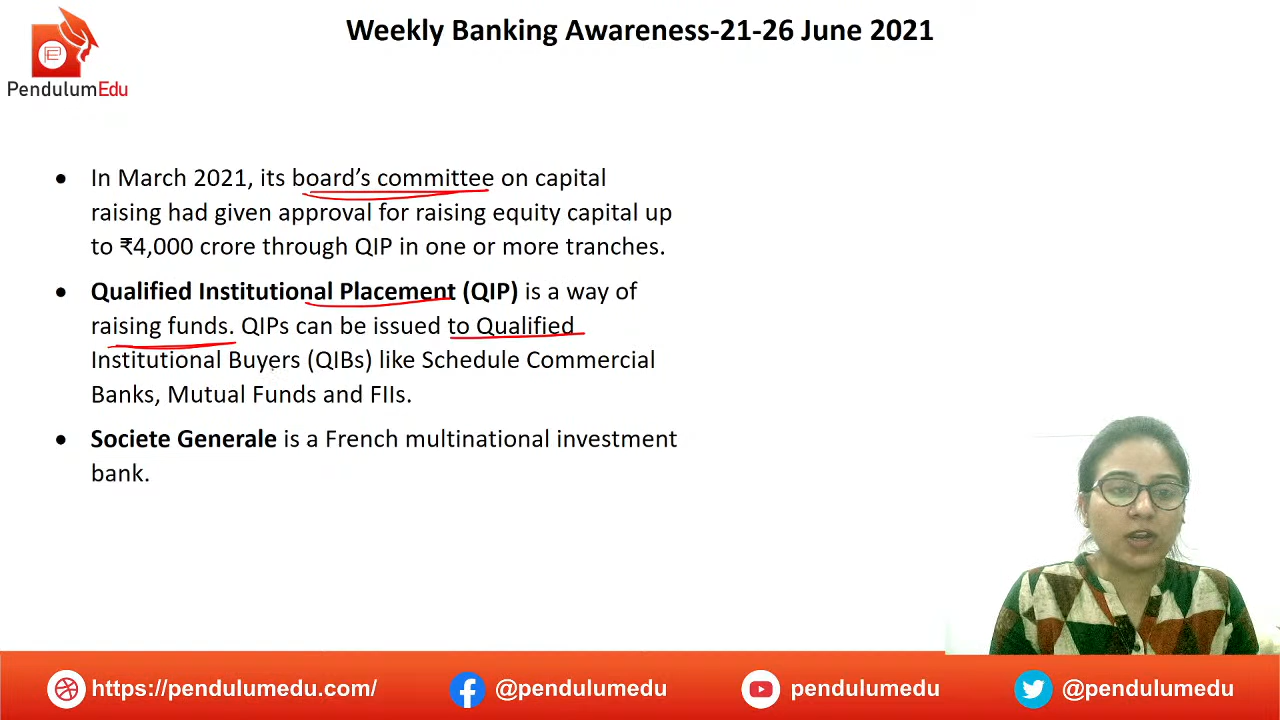 Weekly Banking Awareness-21-26 June 2021
PendulumEdu
• In March 2021, its board’s committee on capital
raising had given approval for raising equity capital up
to ₹4,000 crore through QIP in one or more tranches.
• Qualified Institutional Placement (QIP) is a way of
raising funds. QIPs can be issued to Qualified
Institutional Buyers (QIBs) like Schedule Commercial
Banks, Mutual Funds and FIIs.
• Societe Generale is a French multinational investment
bank.
https://pendulumedu.com/
@pendulumedu
pendulumedu
@pendulumedu